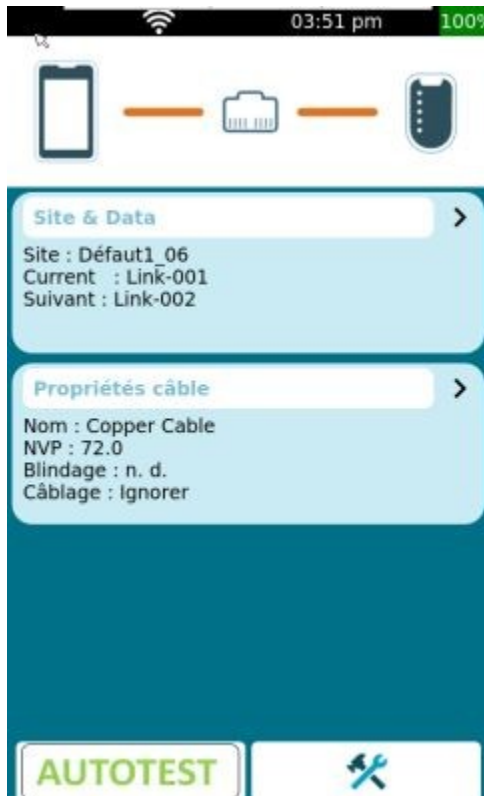 03:51 pm 100%
Site & Data
Site : Défaut1_06
Current : Link-001
Suivant : Link-002
Propriétés câble
Nom : Copper Cable
NVP : 72.0
Blindage : n. d.
Câblage : Ignorer
AUTOTEST